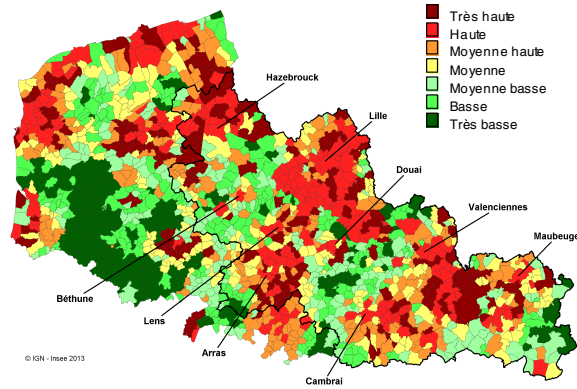 Très haute
Haute
Moyenne haute
Moyenne
Moyenne basse
Basse
Très basse
Hazebrouck
Lille
Douai
Valenciennes
Maubeuge
Béthune
Lens
Arras
Cambrai
© IGN - Insee 2013